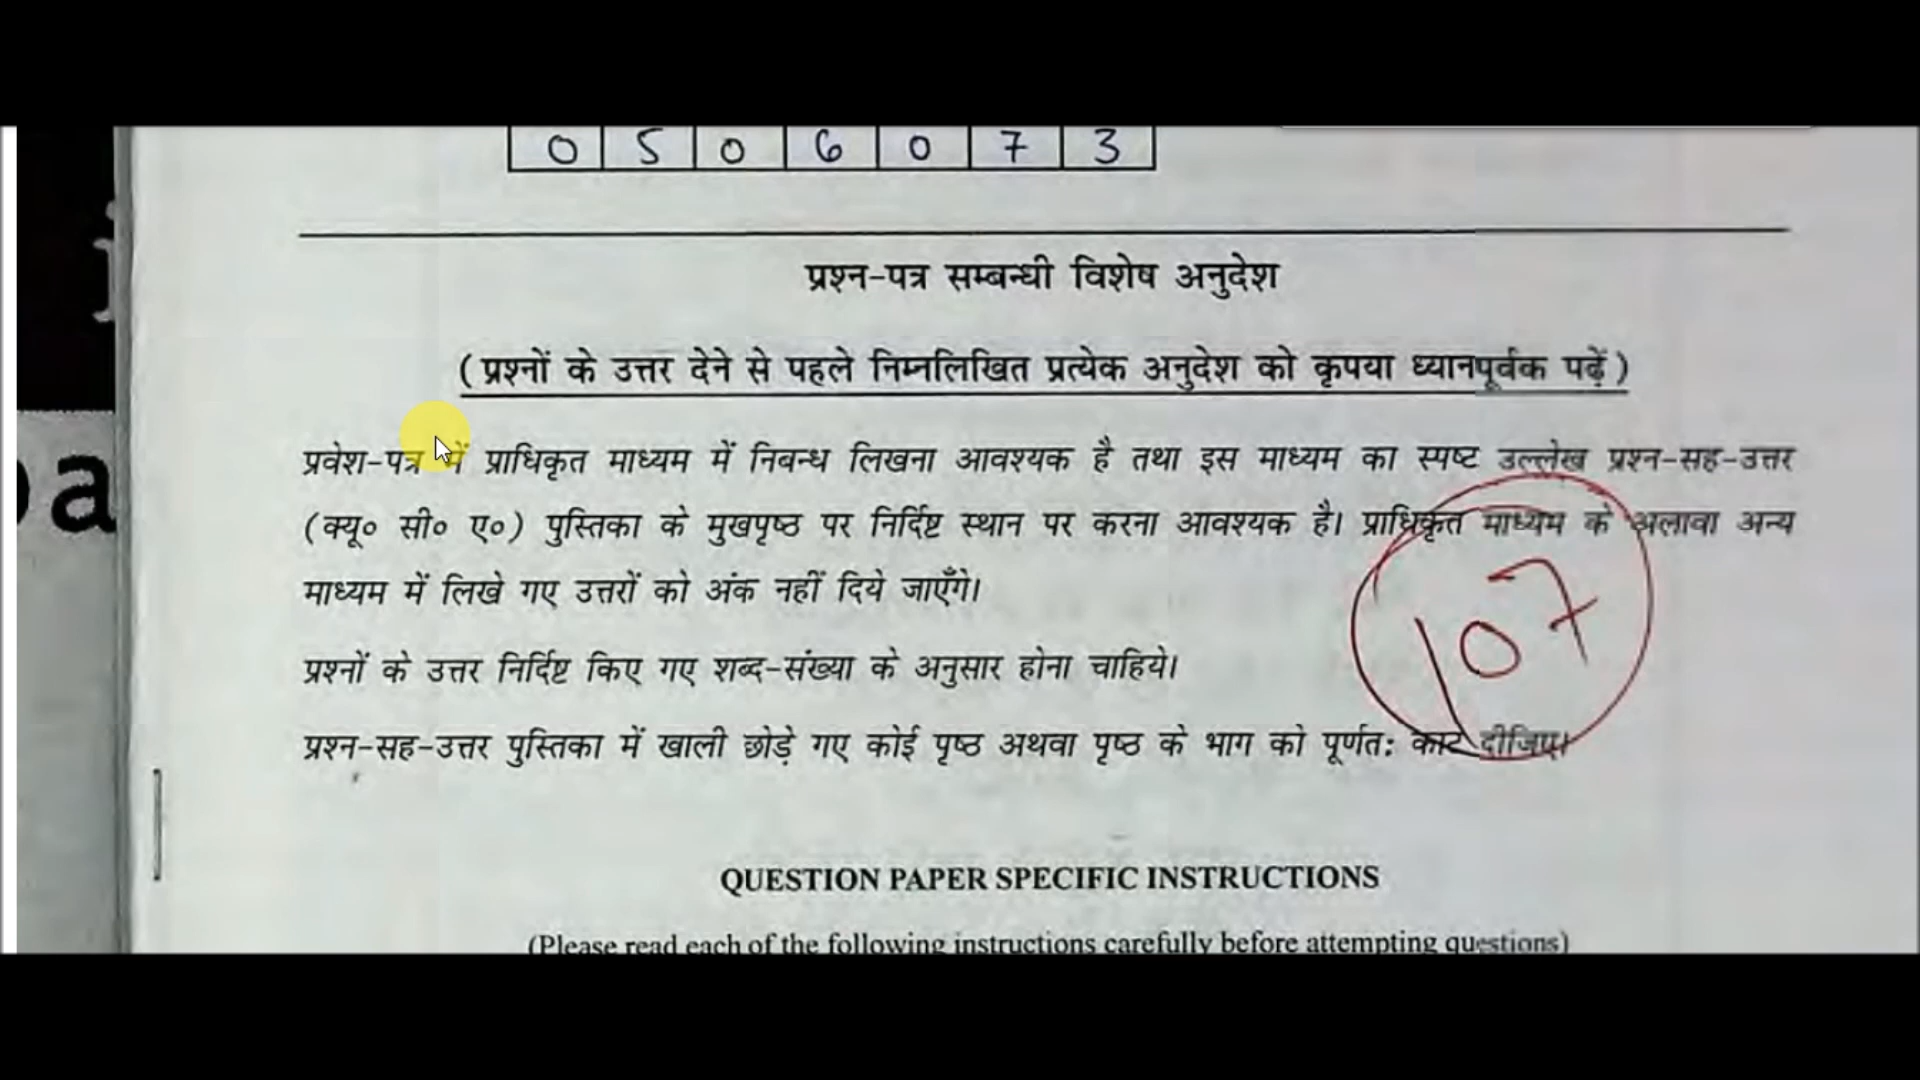 0 5 0 6 0 7 3
प्रश्न-पत्र सम्बन्धी विशेष अनुदेश
(प्रश्नों के उत्तर देने से पहले निम्नलिखित प्रत्येक अनुदेश को कृपया ध्यानपूर्वक पढ़ें)
प्रवेश-पत्र में प्राधिकृत माध्यम में निबन्ध लिखना आवश्यक है तथा इस माध्यम का स्पष्ट उल्लेख प्रश्न-सह-उत्तर
(क्यू० सी० ए०) पुस्तिका के मुखपृष्ठ पर निर्दिष्ट स्थान पर करना आवश्यक है। प्राधिकृत माध्यम के अलावा अन्य
माध्यम में लिखे गए उत्तरों को अंक नहीं दिये जाएँगे।
107
प्रश्नों के उत्तर निर्दिष्ट किए गए शब्द-संख्या के अनुसार होना चाहिये।
प्रश्न-सह-उत्तर पुस्तिका में खाली छोड़े गए कोई पृष्ठ अथवा पृष्ठ के भाग को पूर्णतः काट दीजिए।
QUESTION PAPER SPECIFIC INSTRUCTIONS
(Please read each of the following instructions carefully before attempting questions)